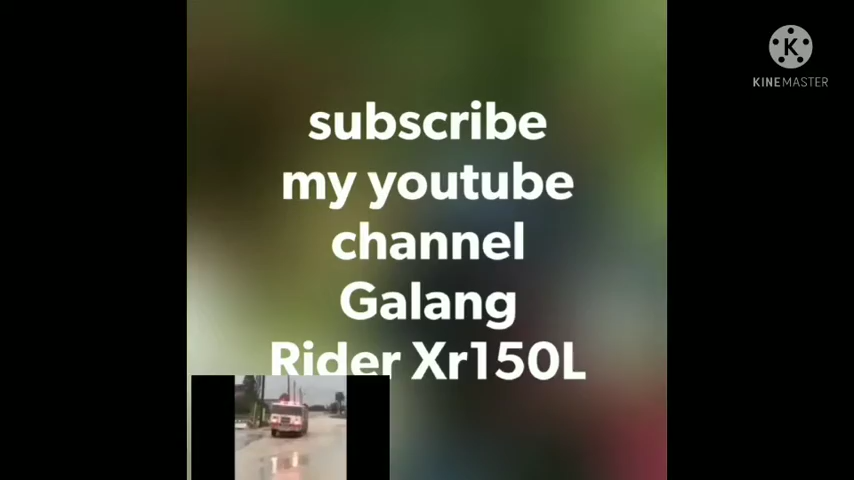 K
KINEMASTER
subscribe
my youtube
channel
Galang
Rider Xr150L